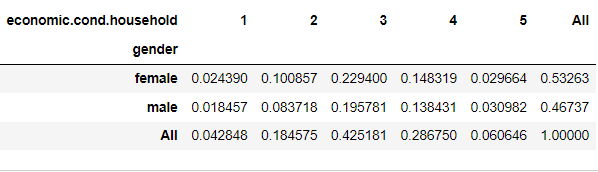 economic.cond.household 1 2 3 4 5 All
gender
female 0.024390 0.100857 0.229400 0.148319 0.029664 0.53263
male 0.018457 0.083718 0.195781 0.138431 0.030982 0.46737
All 0.042848 0.184575 0.425181 0.286750 0.060646 1.00000